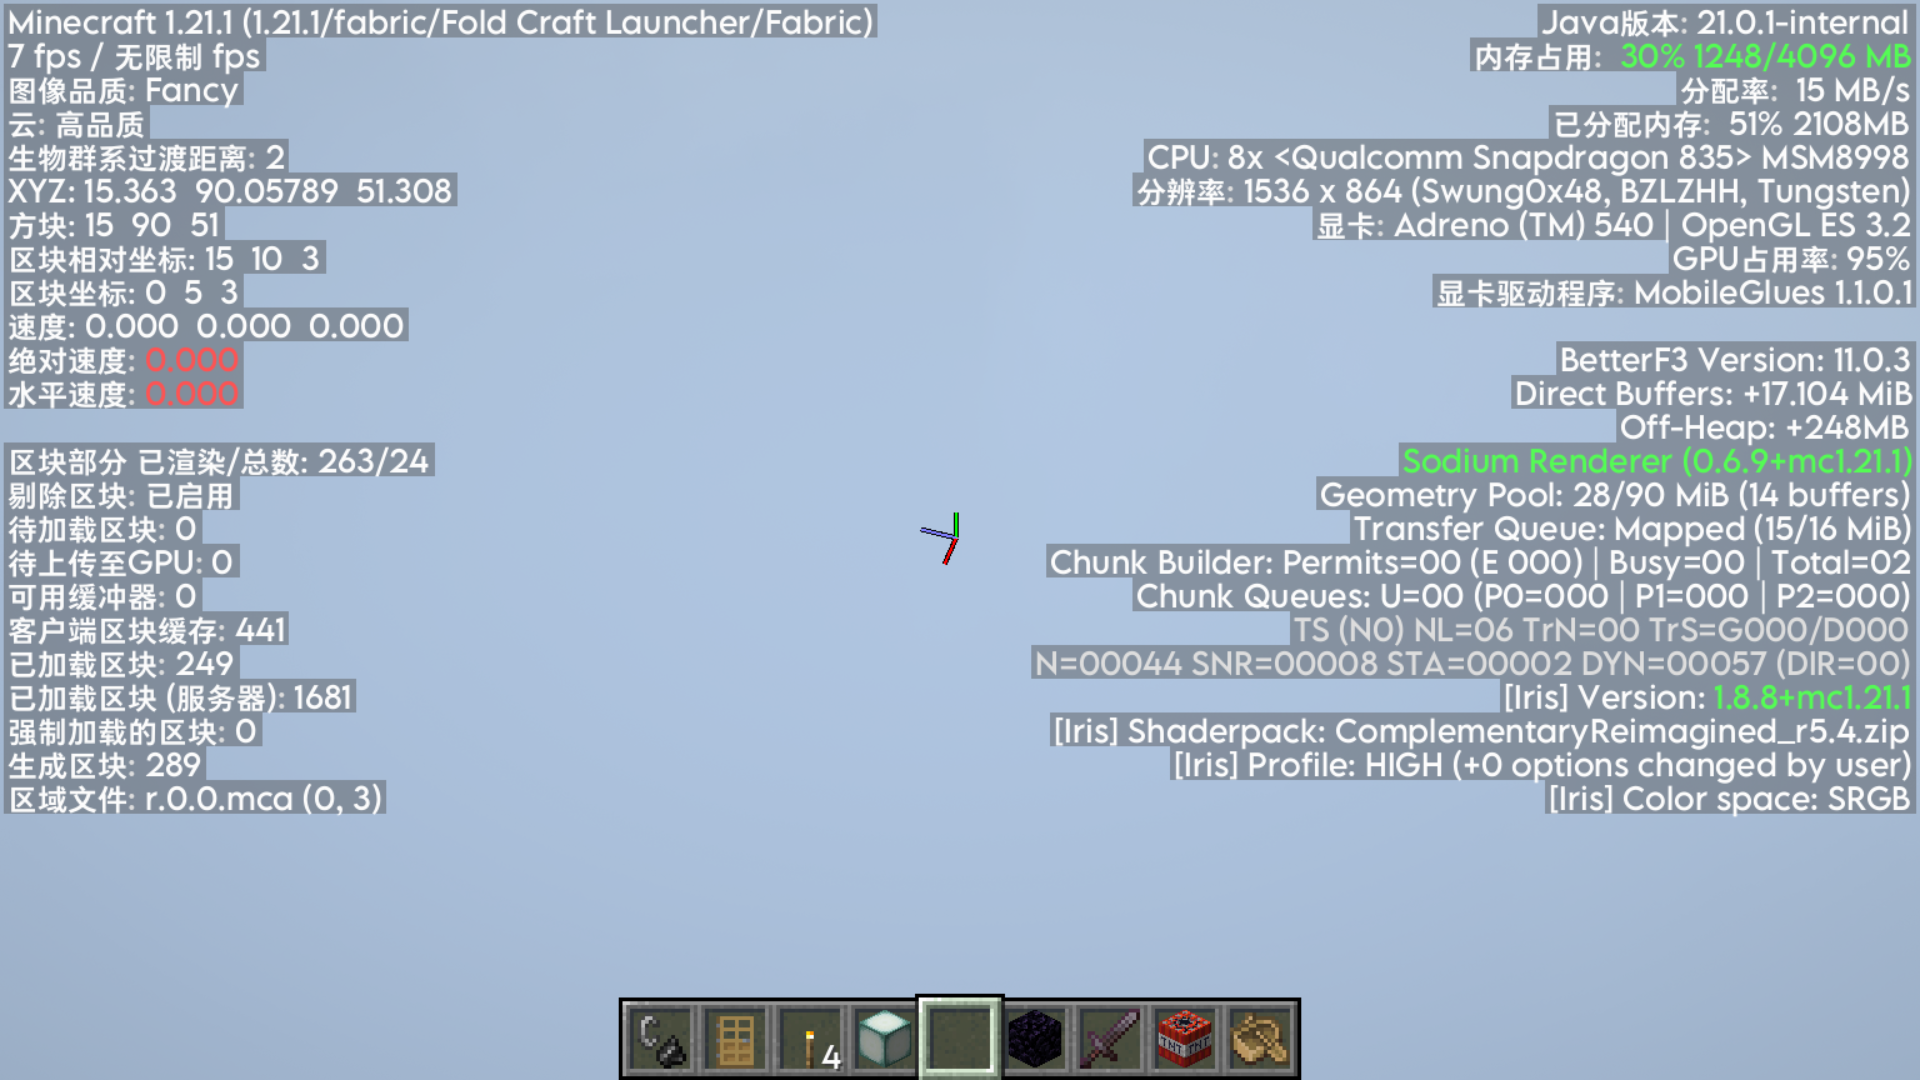 Minecraft 1.21.1 (1.21.1/fabric/Fold Craft Launcher/Fabric)
7 fps / 无限制 fps
图像品质: Fancy
云: 高品质
生物群系过渡距离: 2
XYZ: 15.363 90.05789 51.308
方块: 15 90 51
区块相对坐标: 15 10 3
区块坐标: 0 5 3
速度: 0.000 0.000 0.000
绝对速度: 0.000
水平速度: 0.000
区块部分 已渲染/总数: 263/24
剔除区块: 已启用
待加载区块: 0
待上传至GPU: 0
可用缓冲器: 0
客户端区块缓存: 441
已加载区块: 249
已加载区块 (服务器): 1681
强制加载的区块: 0
生成区块: 289
区域文件: r.0.0.mca (0, 3)
Java版本: 21.0.1-internal
内存占用: 30% 1248/4096 MB
分配率: 15 MB/s
已分配内存: 51% 2108MB
CPU: 8x <Qualcomm Snapdragon 835> MSM8998
分辨率: 1536 x 864 (Swung0x48, BZLZHH, Tungsten)
显卡: Adreno (TM) 540 | OpenGL ES 3.2
GPU占用率: 95%
显卡驱动程序: MobileGlues 1.1.0.1
BetterF3 Version: 11.0.3
Direct Buffers: +17.104 MiB
Off-Heap: +248MB
Sodium Renderer (0.6.9+mc1.21.1)
Geometry Pool: 28/90 MiB (14 buffers)
Transfer Queue: Mapped (15/16 MiB)
Chunk Builder: Permits=00 (E 000) | Busy=00 | Total=02
Chunk Queues: U=00 (P0=000 | P1=000 | P2=000)
TS (N0) NL=06 TrN=00 TrS=G000/D000
N=00044 SNR=00008 STA=00002 DYN=00057 (DIR=00)
[Iris] Version: 1.8.8+mc1.21.1
[Iris] Shaderpack: ComplementaryReimagined_r5.4.zip
[Iris] Profile: HIGH (+0 options changed by user)
[Iris] Color space: SRGB
4
TNT TNT